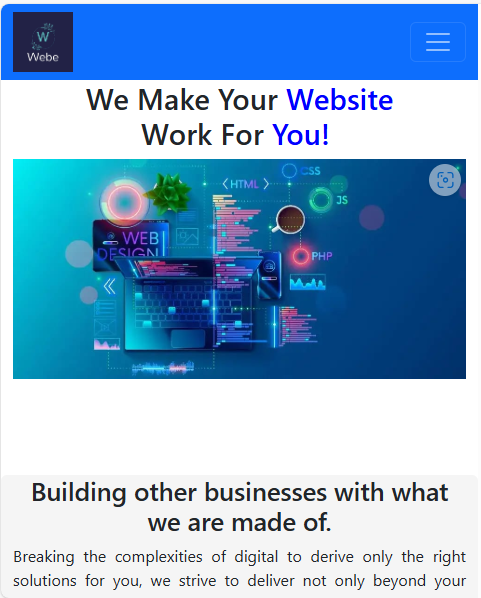 W
Webe
We Make Your Website
Work For You!
CSS
HTML
JS
WEB
DESIGN
PHP
Building other businesses with what
we are made of.
Breaking the complexities of digital to derive only the right
solutions for you, we strive to deliver not only beyond your